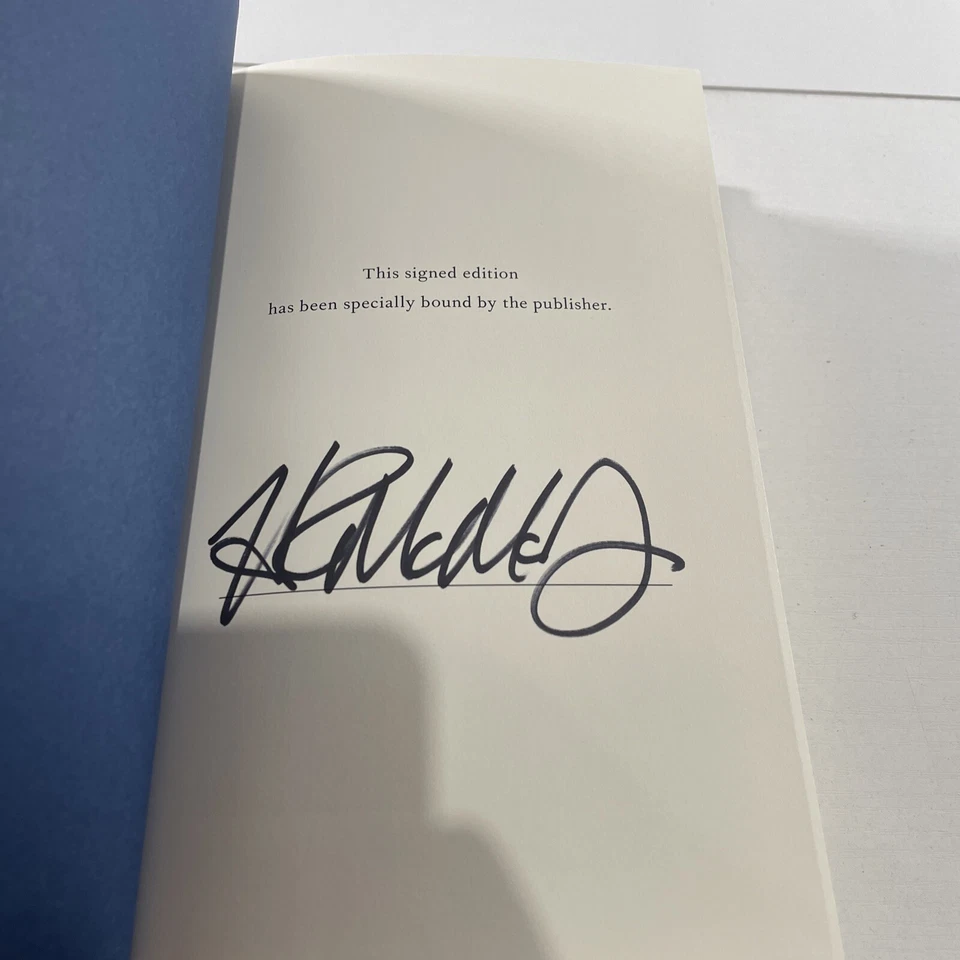 This signed edition
has been specially bound by the publisher.